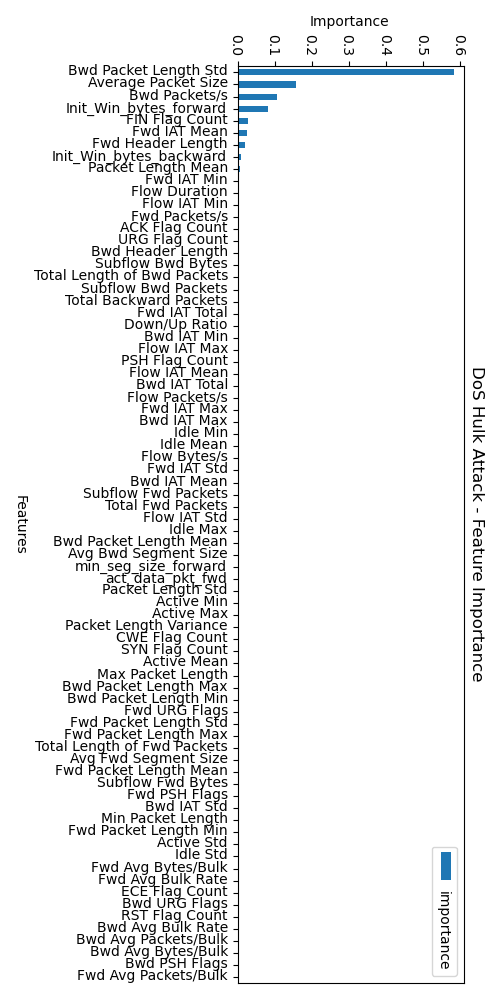 Importance
0.0
0.1
0.2
0.3
0.4
0.5
0.6
Bwd Packet Length Std
Average Packet Size
Bwd Packets/s
Init_Win_bytes_forward
FIN Flag Count
Fwd IAT Mean
Fwd Header Length
Init_Win_bytes_backward
Packet Length Mean
Fwd IAT Min
Flow Duration
Flow IAT Min
Fwd Packets/s
ACK Flag Count
URG Flag Count
Bwd Header Length
Subflow Bwd Bytes
Total Length of Bwd Packets
Subflow Bwd Packets
Total Backward Packets
Fwd IAT Total
Down/Up Ratio
Bwd IAT Min
Flow IAT Max
PSH Flag Count
Flow IAT Mean
Bwd IAT Total
Flow Packets/s
Fwd IAT Max
Bwd IAT Max
Idle Min
Idle Mean
Flow Bytes/s
Fwd IAT Std
Bwd IAT Mean
Subflow Fwd Packets
Total Fwd Packets
Flow IAT Std
Idle Max
Bwd Packet Length Mean
Avg Bwd Segment Size
min_seg_size_forward
act_data_pkt_fwd
Packet Length Std
Active Min
Active Max
Packet Length Variance
CWE Flag Count
SYN Flag Count
Active Mean
Max Packet Length
Bwd Packet Length Max
Bwd Packet Length Min
Fwd URG Flags
Fwd Packet Length Std
Fwd Packet Length Max
Total Length of Fwd Packets
Avg Fwd Segment Size
Fwd Packet Length Mean
Subflow Fwd Bytes
Fwd PSH Flags
Bwd IAT Std
Min Packet Length
Fwd Packet Length Min
Active Std
Idle Std
Fwd Avg Bytes/Bulk
Fwd Avg Bulk Rate
ECE Flag Count
Bwd URG Flags
RST Flag Count
Bwd Avg Bulk Rate
Bwd Avg Packets/Bulk
Bwd Avg Bytes/Bulk
Bwd PSH Flags
Fwd Avg Packets/Bulk
Features
DoS Hulk Attack - Feature Importance
importance